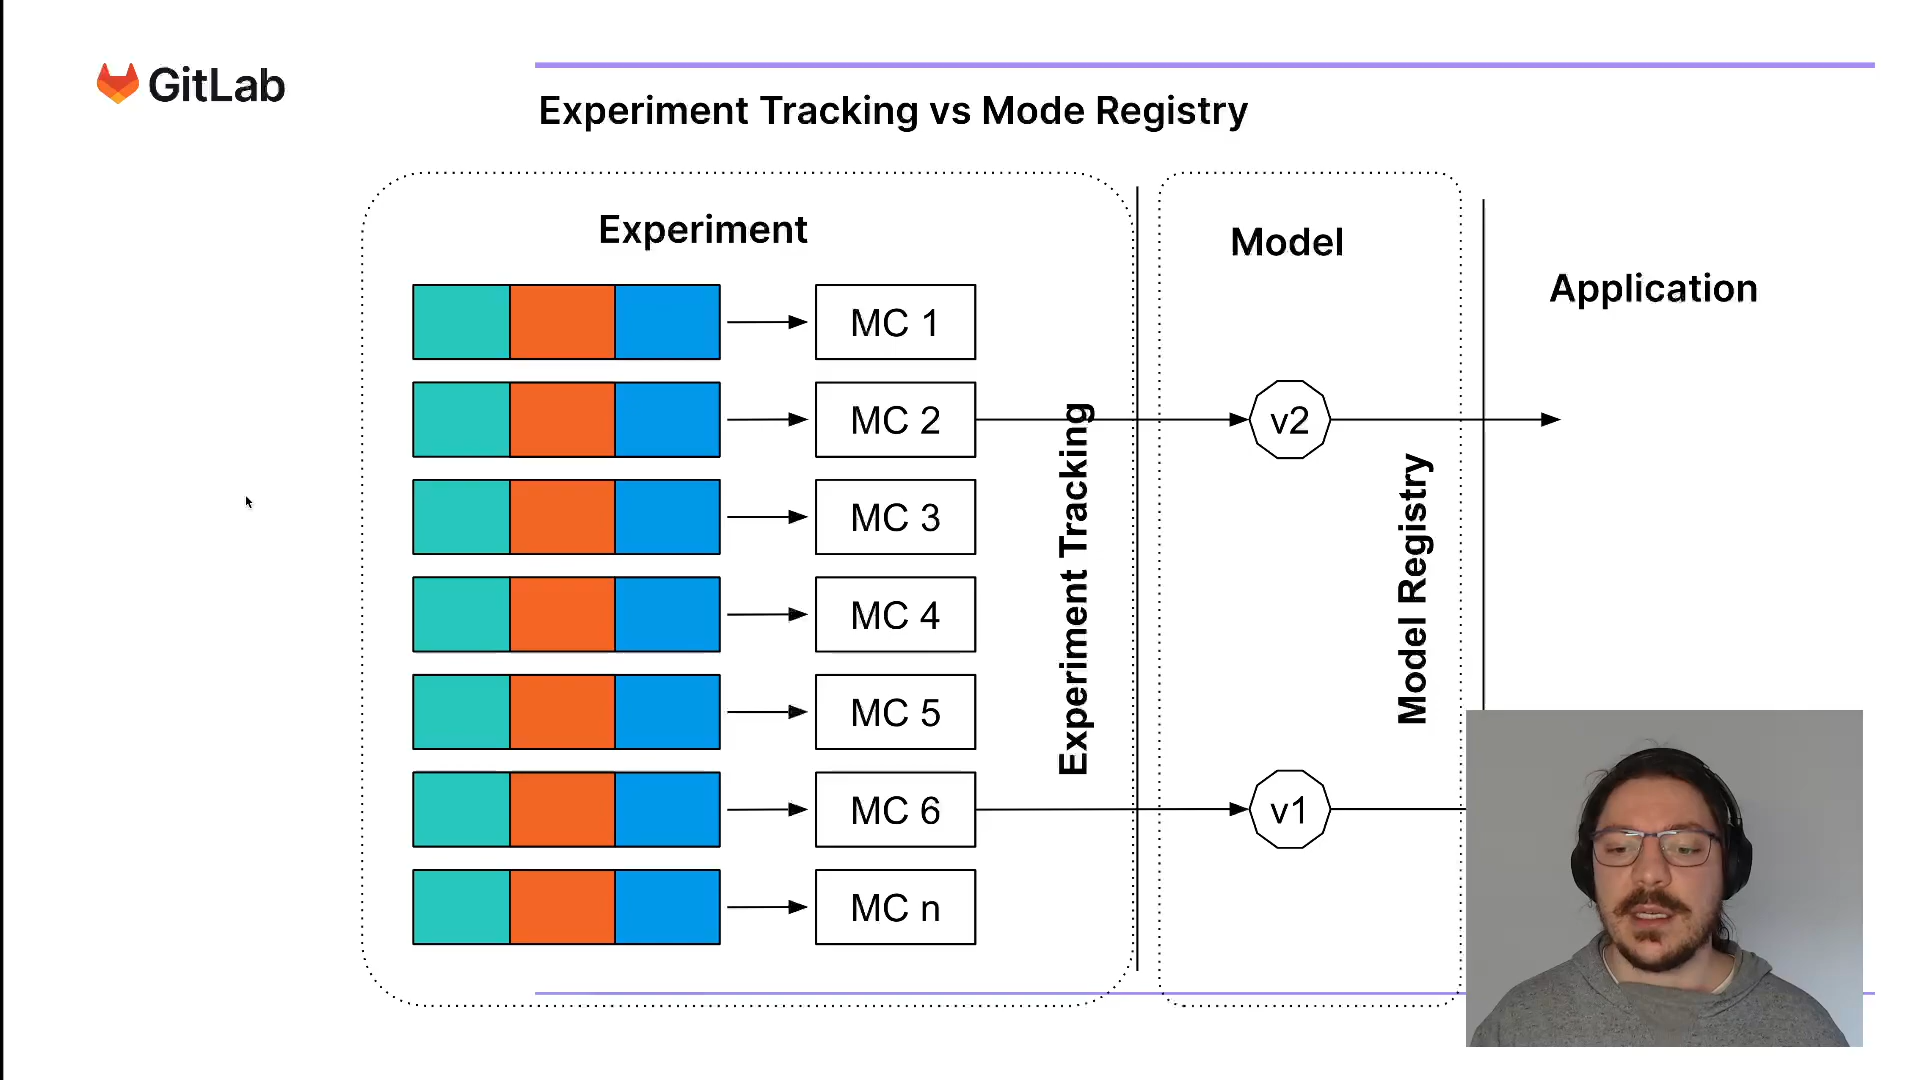 GitLab
Experiment Tracking vs Mode Registry
Experiment
Model
Application
MC 1
MC 2
v2
MC 3
MC 4
MC 5
MC 6
v1
MC n
Experiment Tracking
Model Registry